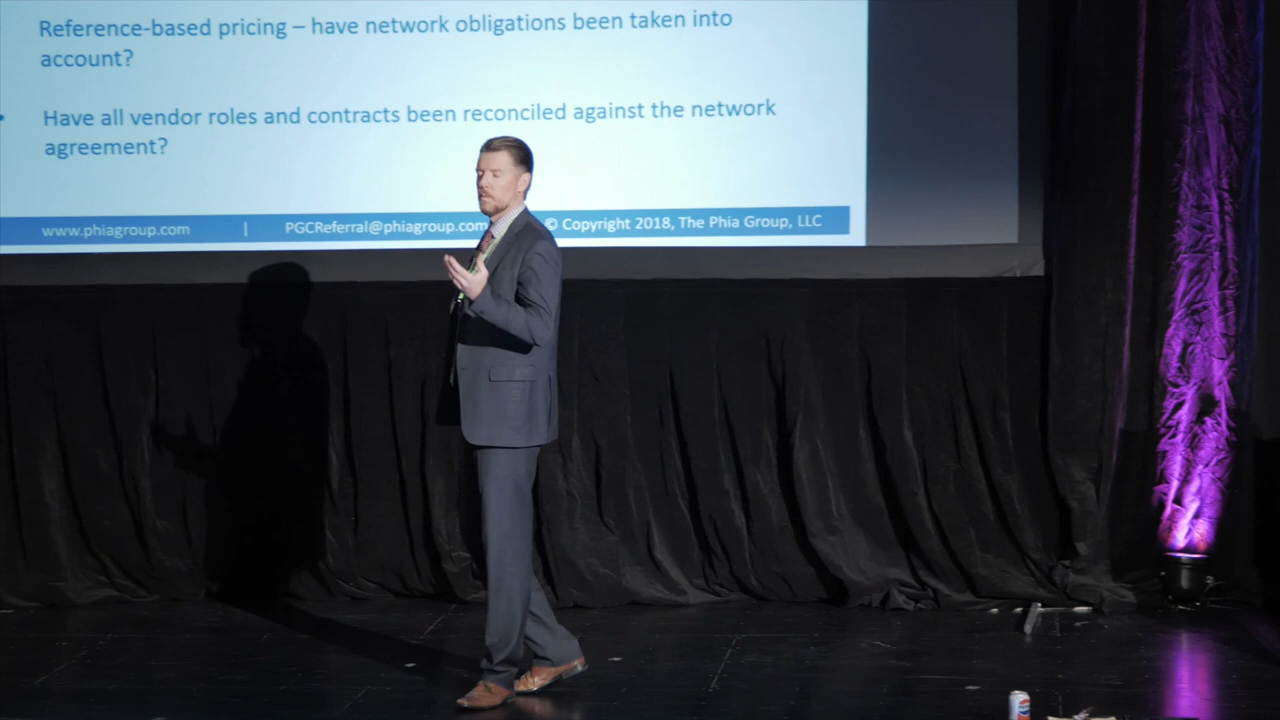 Reference-based pricing – have network obligations been taken into
account?
Have all vendor roles and contracts been reconciled against the network
agreement?
www.phiagroup.com | PGCReferral@phiagroup.com © Copyright 2018, The Phia Group, LLC